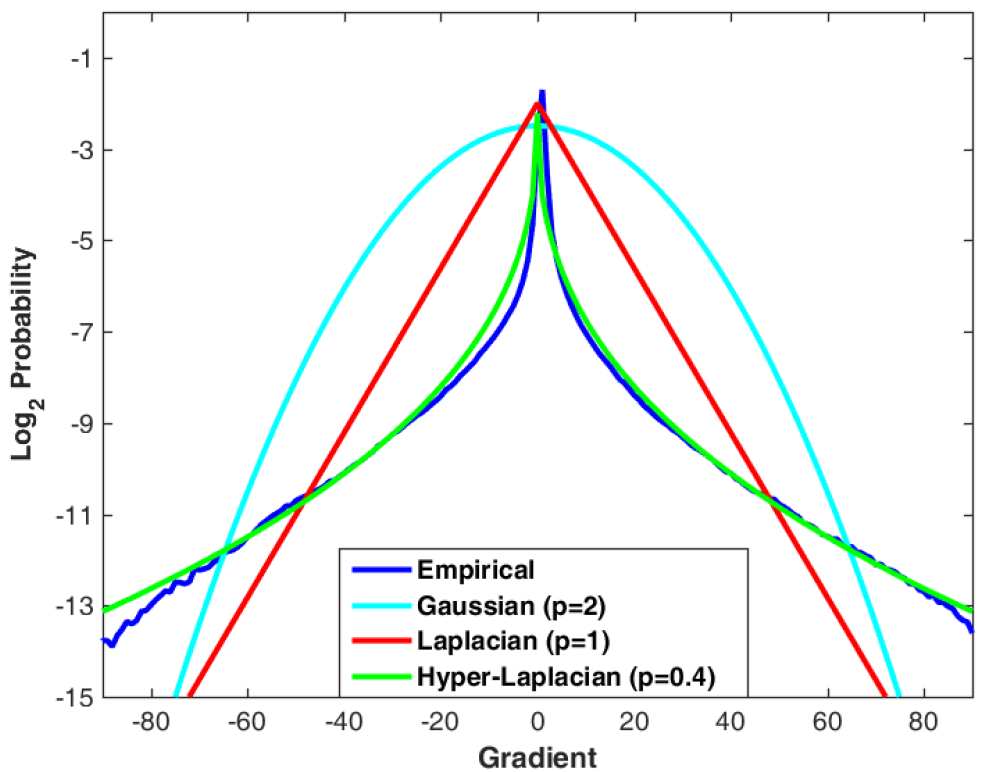 -1
-3
-5
-7
-9
-11
-13
-15
Log2 Probability
Empirical
Gaussian (p=2)
Laplacian (p=1)
Hyper-Laplacian (p=0.4)
-80 -60 -40 -20 0 20 40 60 80
Gradient